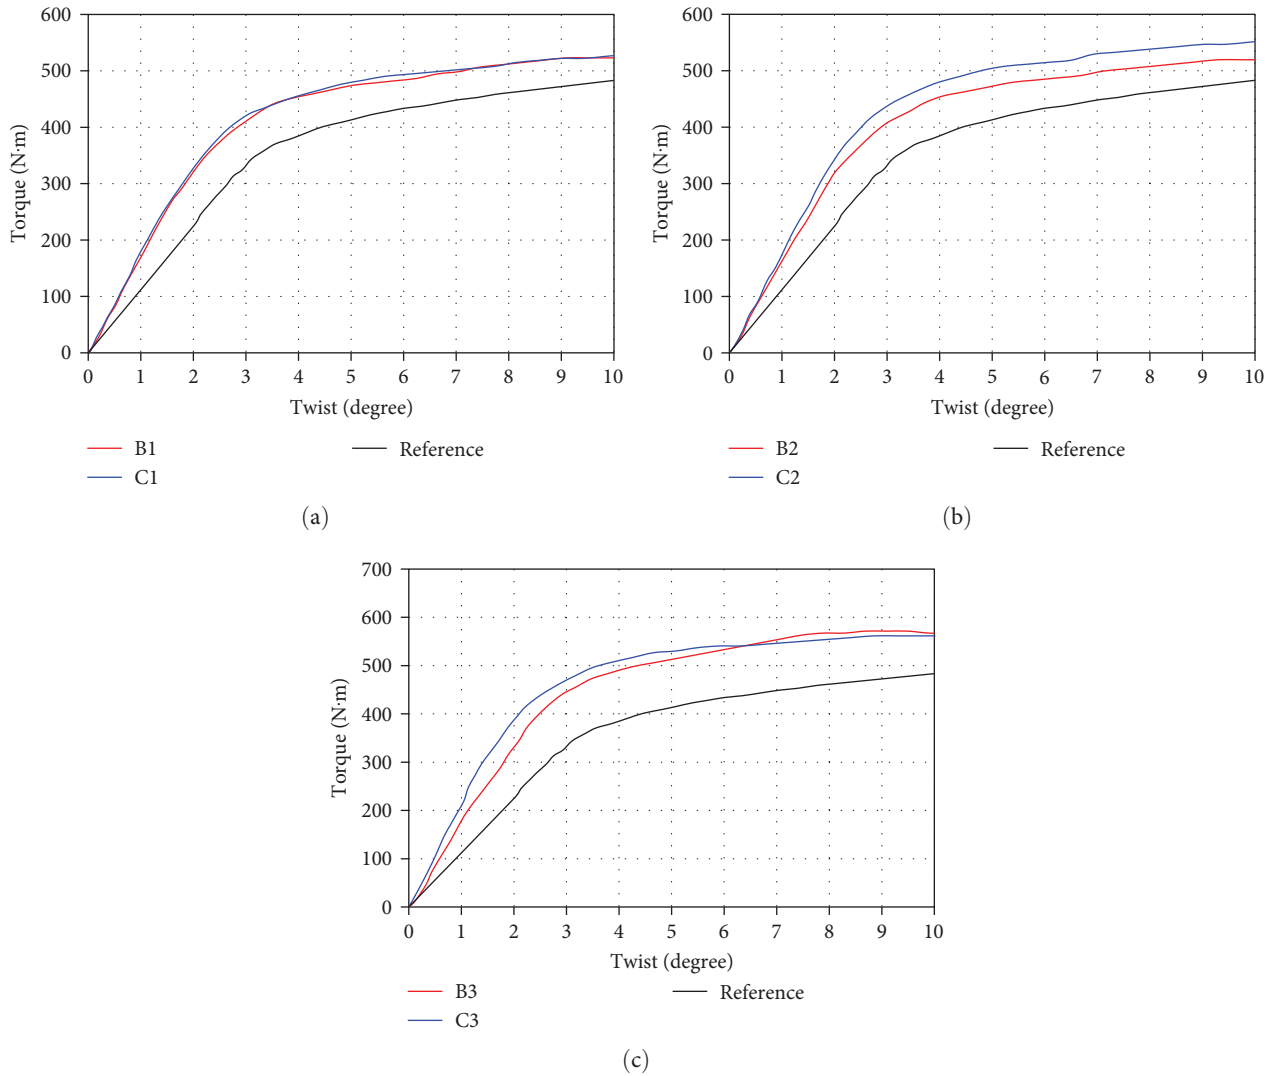 600
500
400
300
200
100
0
Torque (N·m)
0 1 2 3 4 5 6 7 8 9 10
Twist (degree)
B1 Reference
C1
(a)
600
500
400
300
200
100
0
Torque (N·m)
0 1 2 3 4 5 6 7 8 9 10
Twist (degree)
B2 Reference
C2
(b)
700
600
500
400
300
200
100
0
Torque (N·m)
0 1 2 3 4 5 6 7 8 9 10
Twist (degree)
B3 Reference
C3
(c)